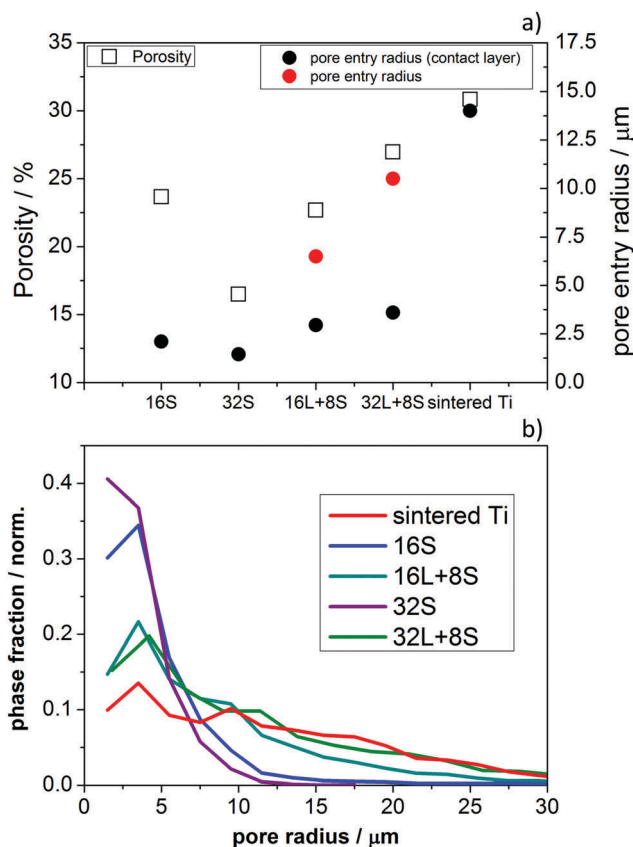 a)
Porosity
pore entry radius (contact layer)
pore entry radius
35
30
25
20
15
10
Porosity / %
17.5
15.0
12.5
10.0
7.5
5.0
2.5
0.0
pore entry radius / μm
16S 32S 16L+8S 32L+8S sintered Ti
b)
sintered Ti
16S
16L+8S
32S
32L+8S
0.4
0.3
0.2
0.1
0.0
phase fraction / norm.
0 5 10 15 20 25 30
pore radius / μm